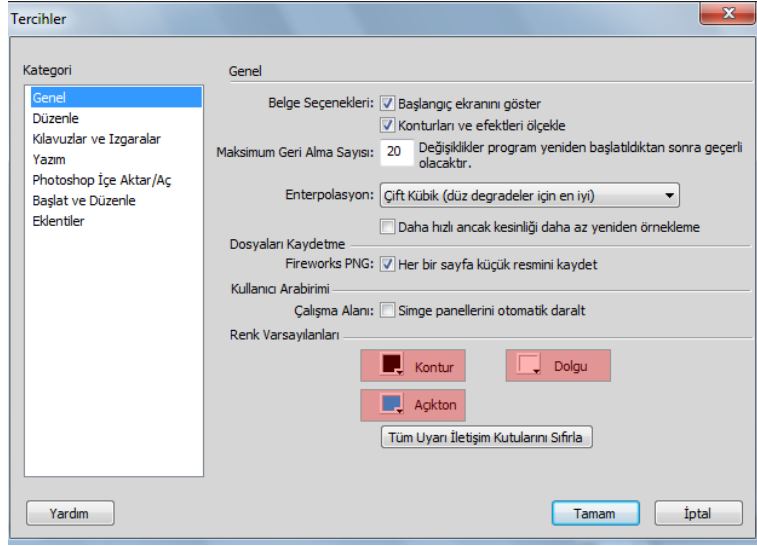 Tercihler
Kategori
Genel
Düzenle
Kılavuzlar ve Izgaralar
Yazım
Photoshop İçe Aktar/Aç
Başlat ve Düzenle
Eklentiler
Genel
Belge Seçenekleri: Başlangıç ekranını göster
Konturları ve efektleri ölçekle
Maksimum Geri Alma Sayısı: 20 Değişiklikler program yeniden başlatıldıktan sonra geçerli
olacaktır.
Enterpolasyon: Çift Kübik (düz degradeler için en iyi)
Daha hızlı ancak kesinliği daha az yeniden örnekleme
Dosyaları Kaydetme
Fireworks PNG: Her bir sayfa küçük resmini kaydet
Kullanıcı Arabirimi
Çalışma Alanı: Simge panellerini otomatik daralt
Renk Varsayılanları
Kontur Dolgu
Açıkton
Tüm Uyarı İletişim Kutularını Sıfırla
Yardım Tamam İptal